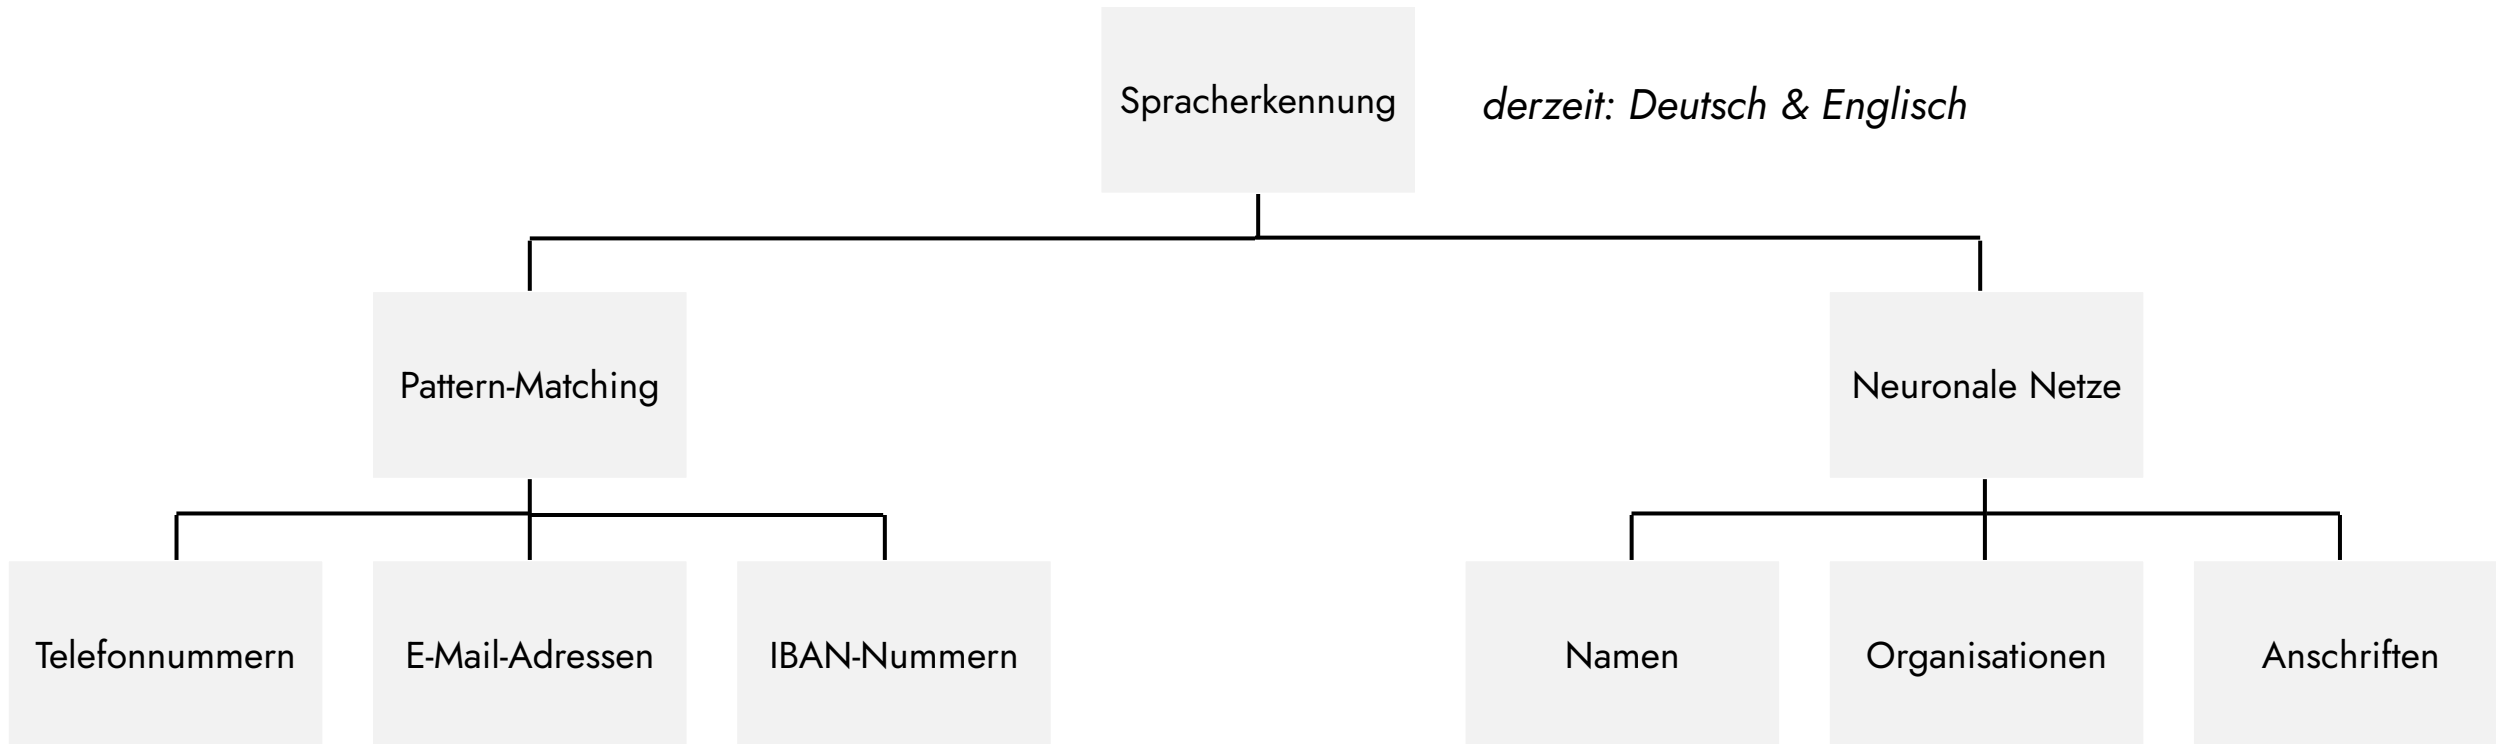 Spracherkennung
derzeit: Deutsch & Englisch
Pattern-Matching
Neuronale Netze
Telefonnummern
E-Mail-Adressen
IBAN-Nummern
Namen
Organisationen
Anschriften